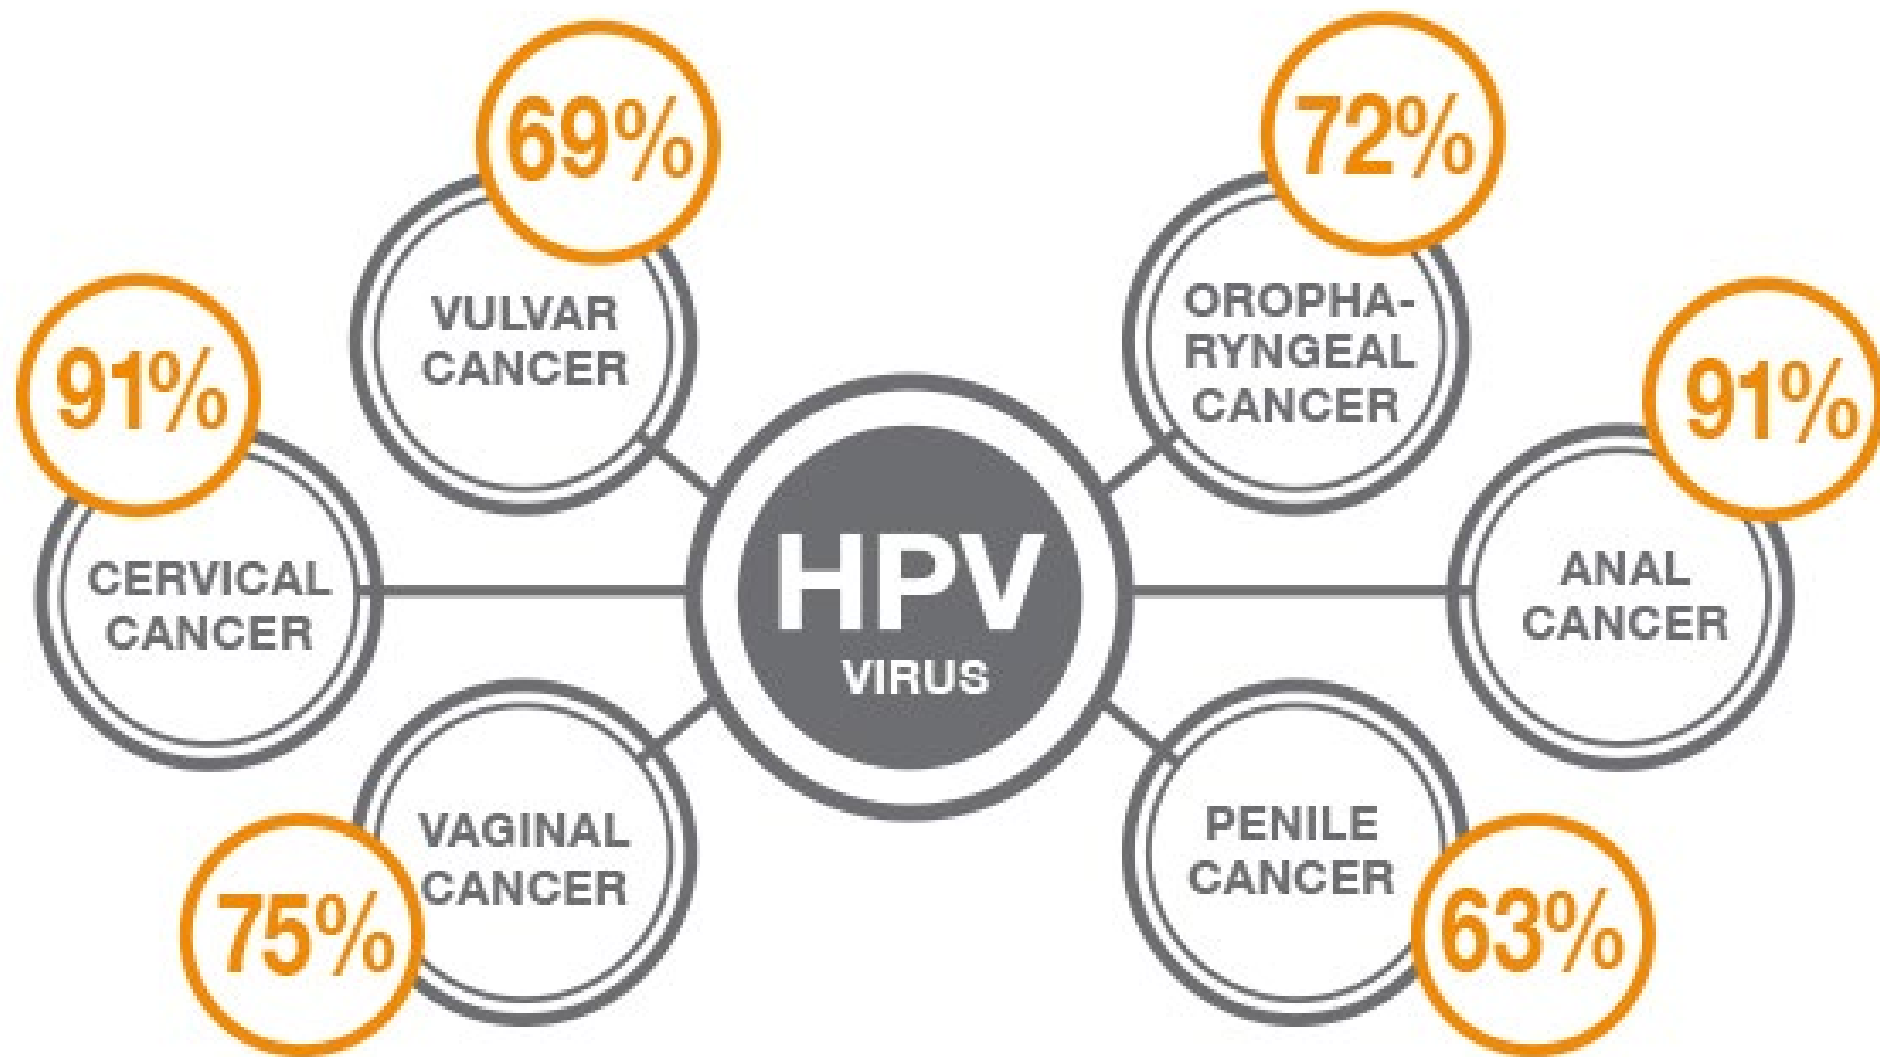 69%
VULVAR
CANCER
72%
OROPHA-
RYNGEAL
CANCER
91%
CERVICAL
CANCER
HPV
VIRUS
91%
ANAL
CANCER
75%
VAGINAL
CANCER
PENILE
CANCER
63%